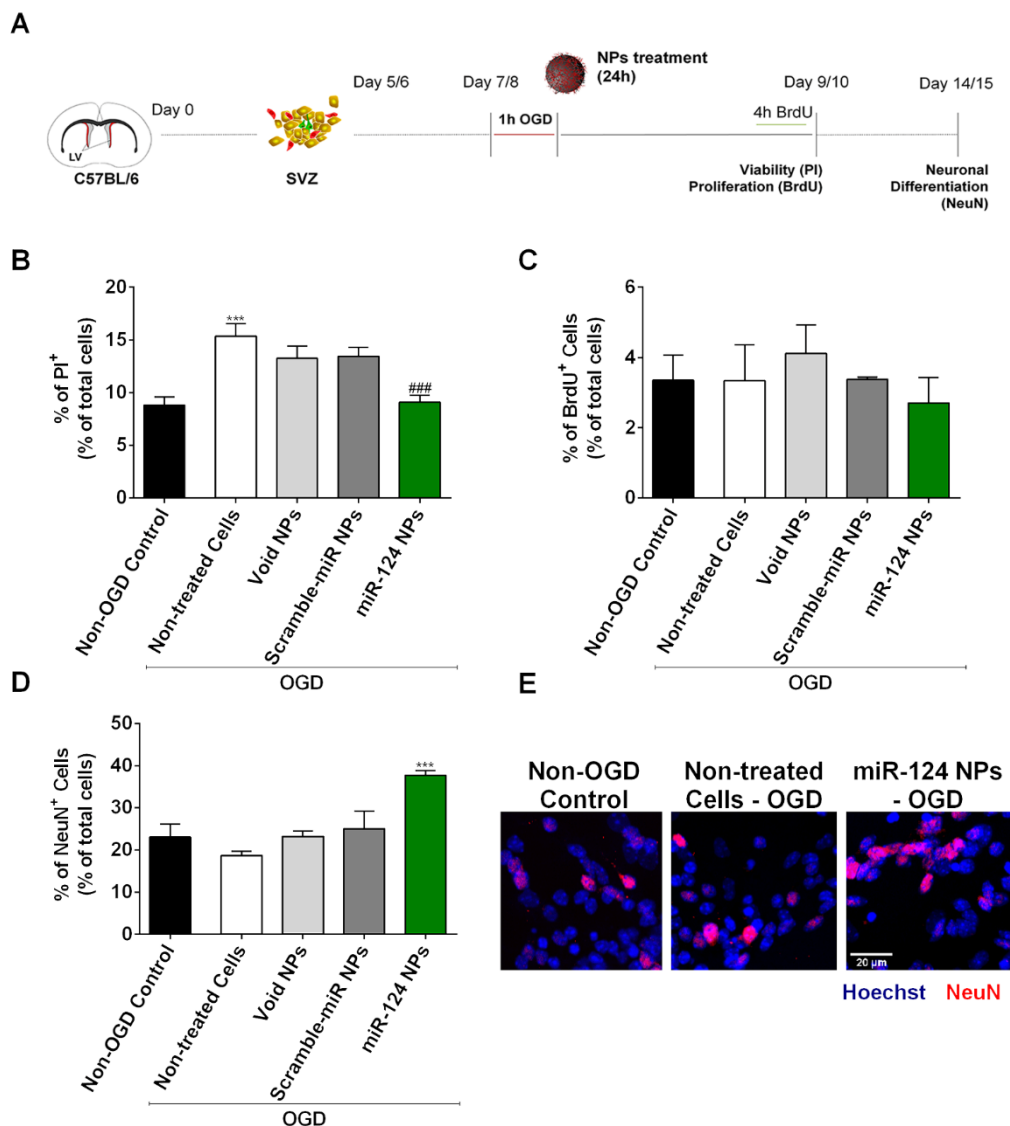 A
Day 0
Day 5/6
Day 7/8
NPs treatment
(24h)
Day 9/10
Day 14/15
1h OGD
4h BrdU
LV
C57BL/6
SVZ
Viability (PI)
Proliferation (BrdU)
Neuronal
Differentiation
(NeuN)
B
% of PI+
(% of total cells)
20
15
10
5
0
***
###
Non-OGD Control
Non-treated Cells
Void NPs
Scramble-miR NPs
miR-124 NPs
OGD
C
% of BrdU+ Cells
(% of total cells)
6
4
2
0
Non-OGD Control
Non-treated Cells
Void NPs
Scramble-miR NPs
miR-124 NPs
OGD
D
% of NeuN+ Cells
(% of total cells)
50
40
30
20
10
0
***
Non-OGD Control
Non-treated Cells
Void NPs
Scramble-miR NPs
miR-124 NPs
OGD
E
Non-OGD
Control
Non-treated
Cells - OGD
miR-124 NPs
- OGD
20 µm
Hoechst NeuN